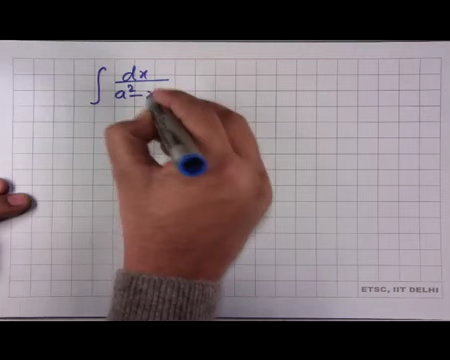 ∫ dx / a² -
ETSC, IIT DELHI